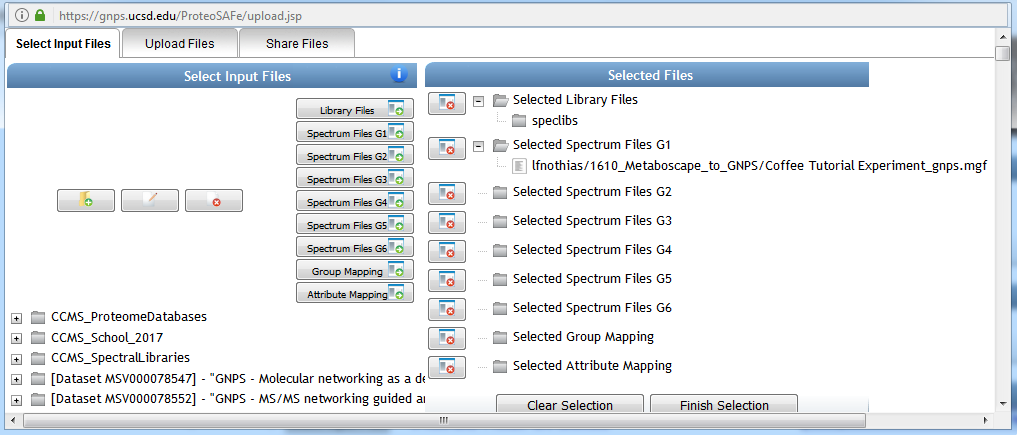 https://gnps.ucsd.edu/ProteoSAFe/upload.jsp
Select Input Files
Upload Files
Share Files
Select Input Files
i
Library Files
Spectrum Files G1
Spectrum Files G2
Spectrum Files G3
Spectrum Files G4
Spectrum Files G5
Spectrum Files G6
Group Mapping
Attribute Mapping
CCMS_ProteomeDatabases
CCMS_School_2017
CCMS_SpectralLibraries
[Dataset MSV000078547] - "GNPS - Molecular networking as a de
[Dataset MSV000078552] - "GNPS - MS/MS networking guided a
Selected Files
Selected Library Files
speclibs
Selected Spectrum Files G1
lfnothias/1610_Metaboscape_to_GNPS/Coffee Tutorial Experiment_gnps.mgf
Selected Spectrum Files G2
Selected Spectrum Files G3
Selected Spectrum Files G4
Selected Spectrum Files G5
Selected Spectrum Files G6
Selected Group Mapping
Selected Attribute Mapping
Clear Selection
Finish Selection